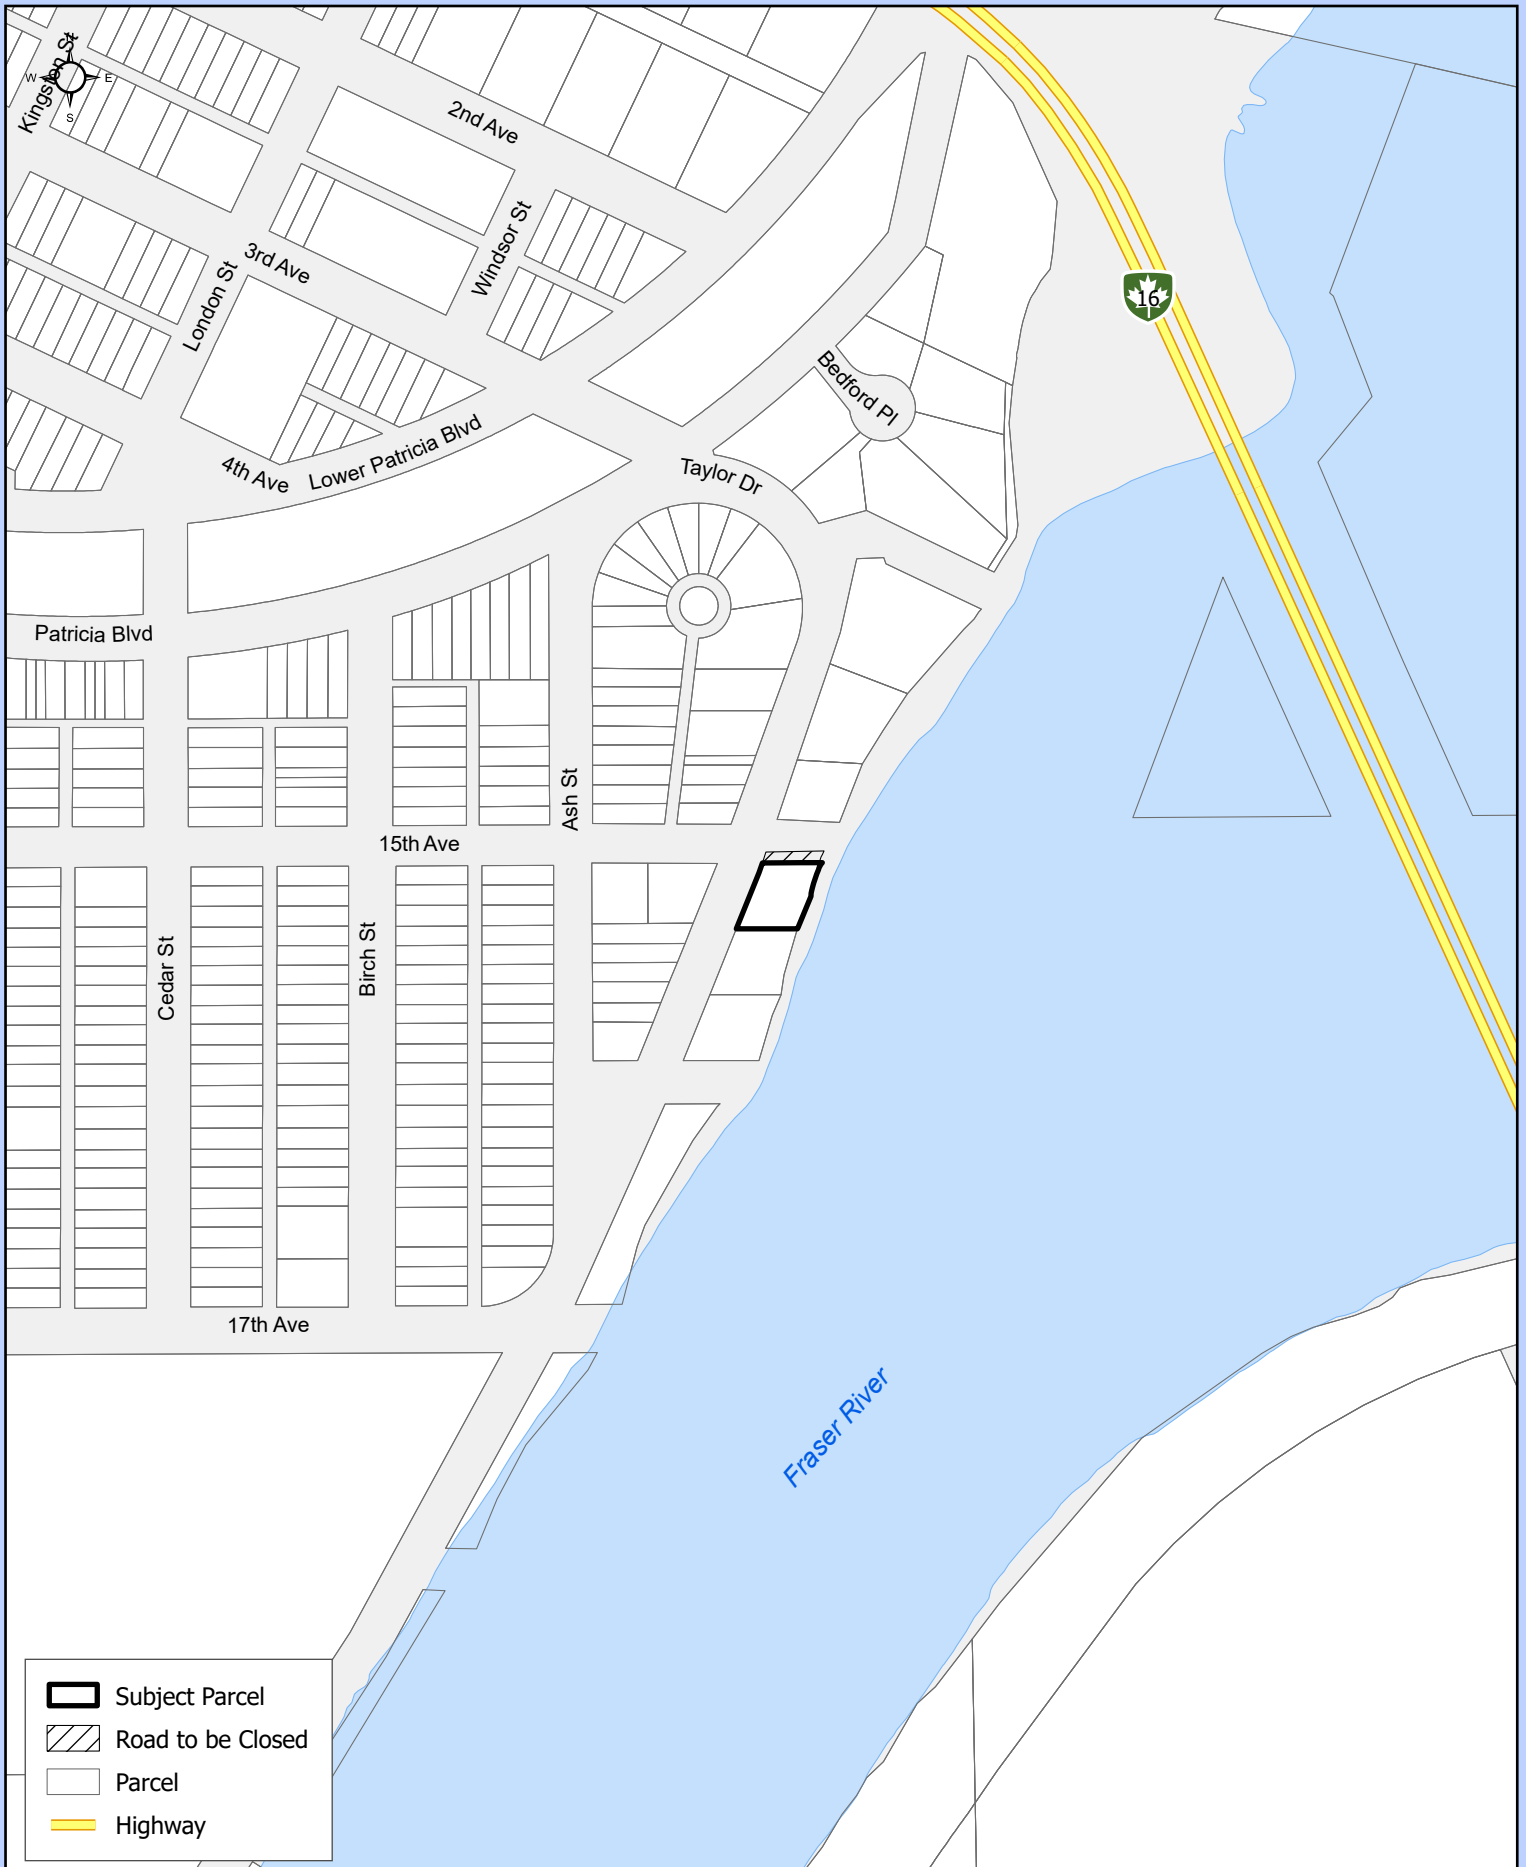 Kingston St
W
E
S
2nd Ave
Windsor St
3rd Ave
London St
16
Bedford Pl
Lower Patricia Blvd
4th Ave
Taylor Dr
Patricia Blvd
Ash St
15th Ave
Birch St
Cedar St
17th Ave
Fraser River
Subject Parcel
Road to be Closed
Parcel
Highway